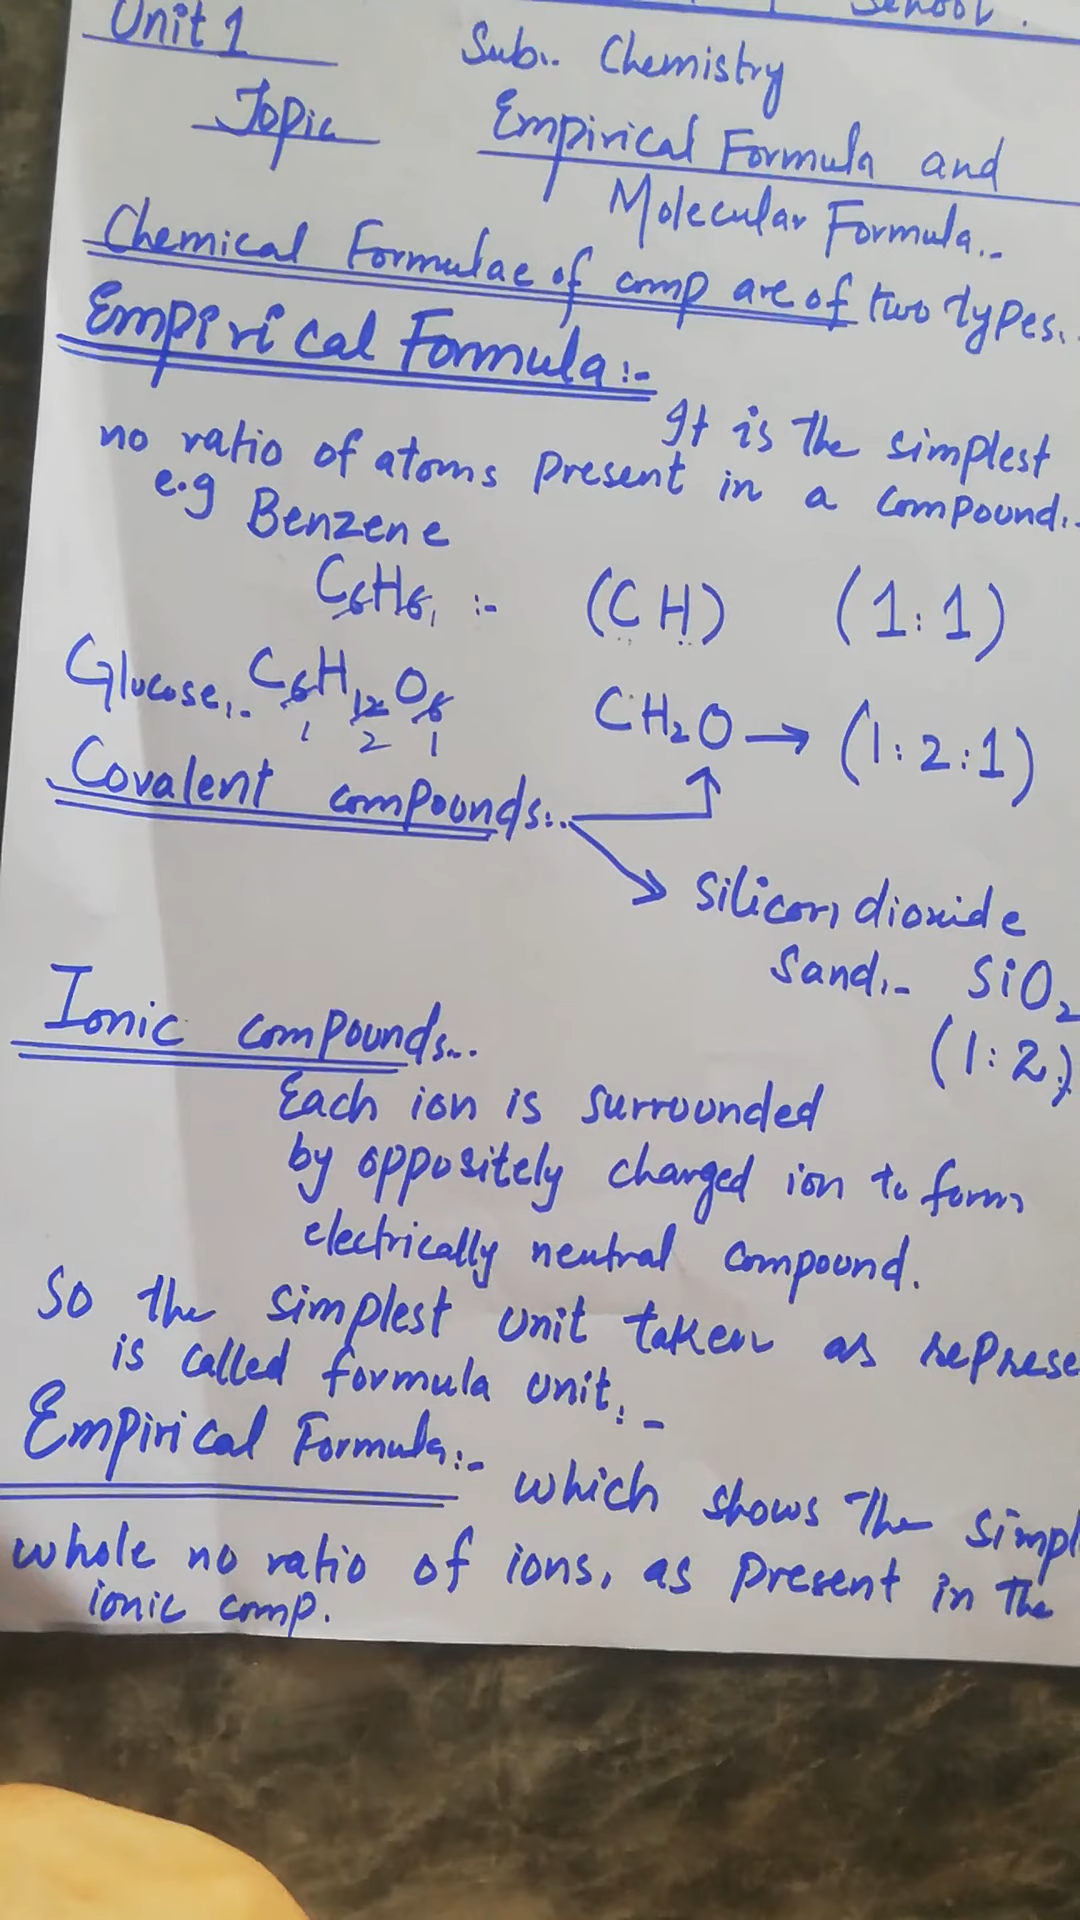 School.
Unit 1
Sub:. Chemistry
Topic Empirical Formula and
Molecular Formula..
Chemical Formulae of comp are of two types..
Empirical Formula:-
It is the simplest
no ratio of atoms present in a compound..
e.g Benzene
C6H6, :- (CH) (1:1)
Glucose:. C6H12O6 CH2O → (1:2:1)
1 2 1
Covalent compounds:.
Silicon dioxide
Sand:- SiO2
(1:2)
Ionic compounds...
Each ion is surrounded
by oppositely charged ion to form
electrically neutral compound.
So the simplest unit taken as represe
is called formula unit:-
Empirical Formula:- which shows the simpl
whole no ratio of ions, as present in the
ionic comp.